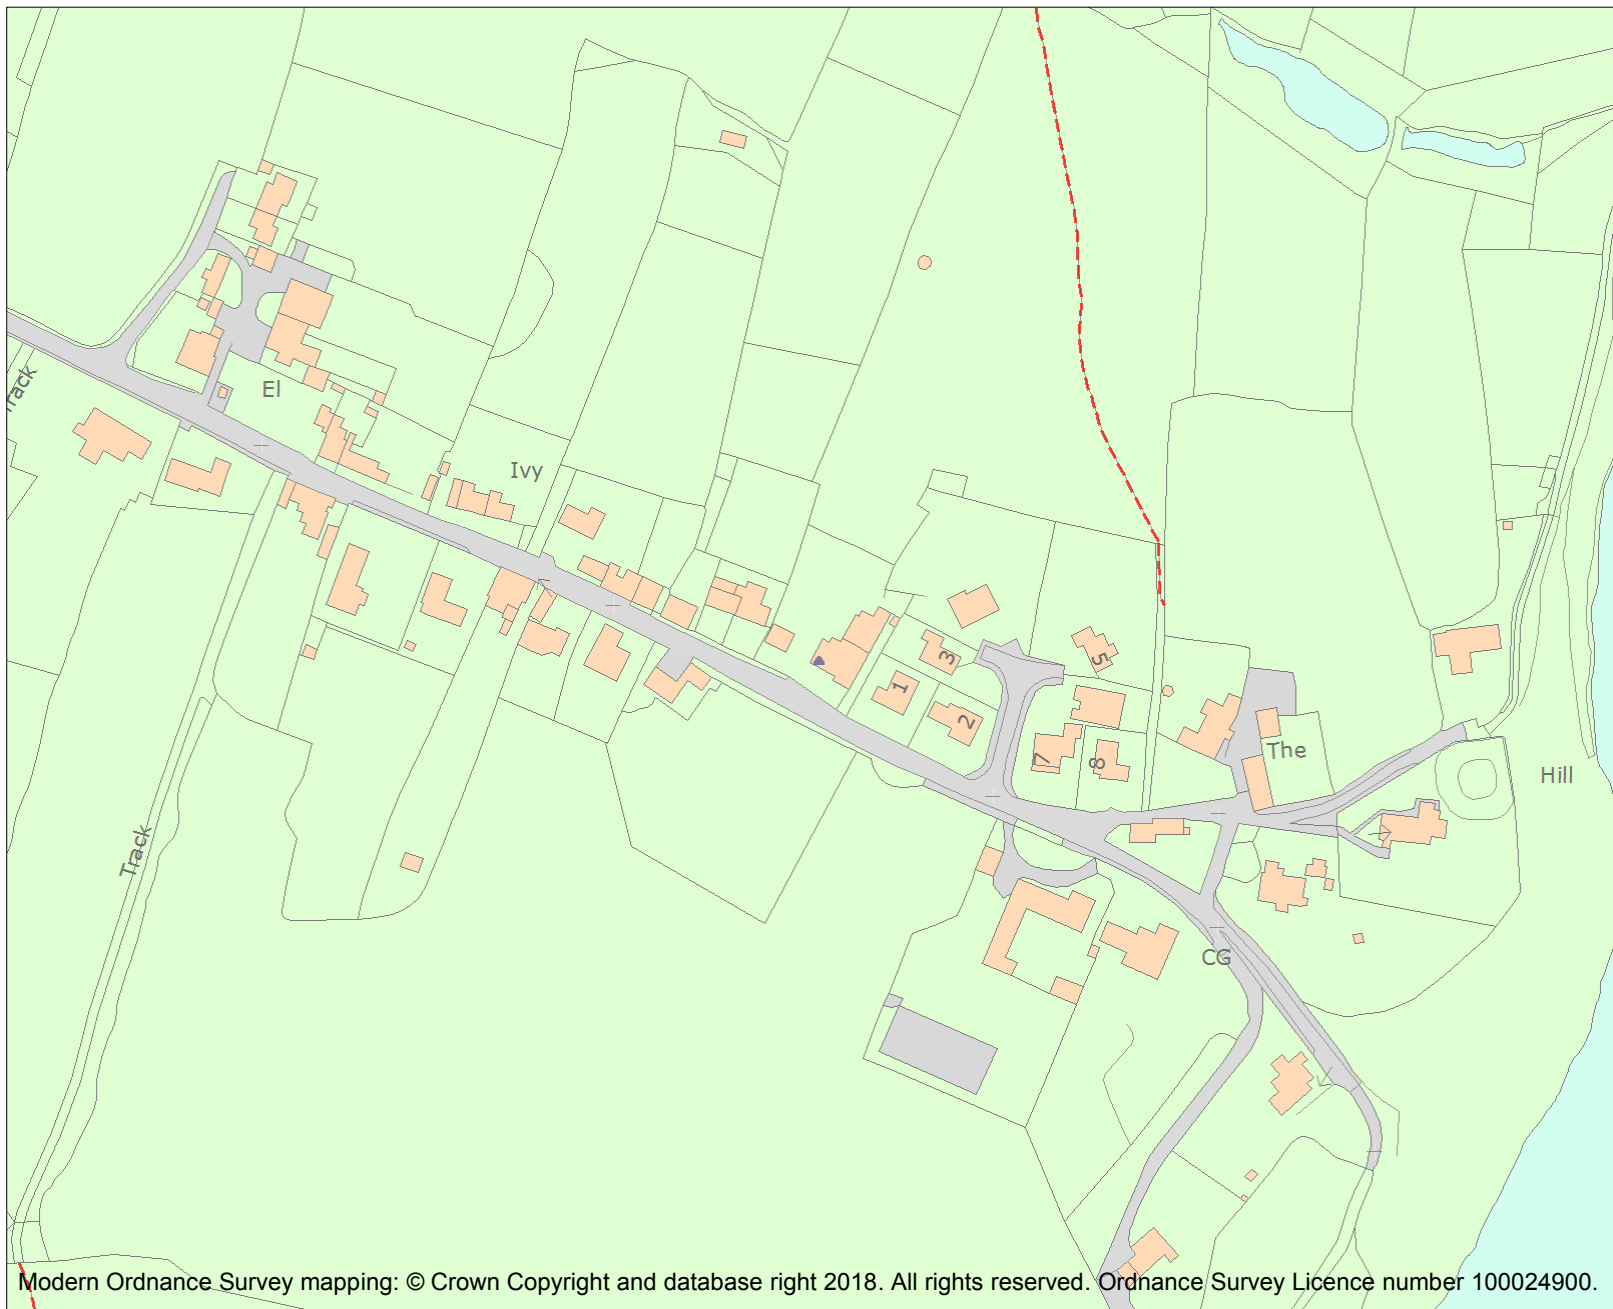 Track
El
Ivy
3
5
1
2
7
8
The
Hill
Track
CG
Modern Ordnance Survey mapping: © Crown Copyright and database right 2018. All rights reserved. Ordnance Survey Licence number 100024900.